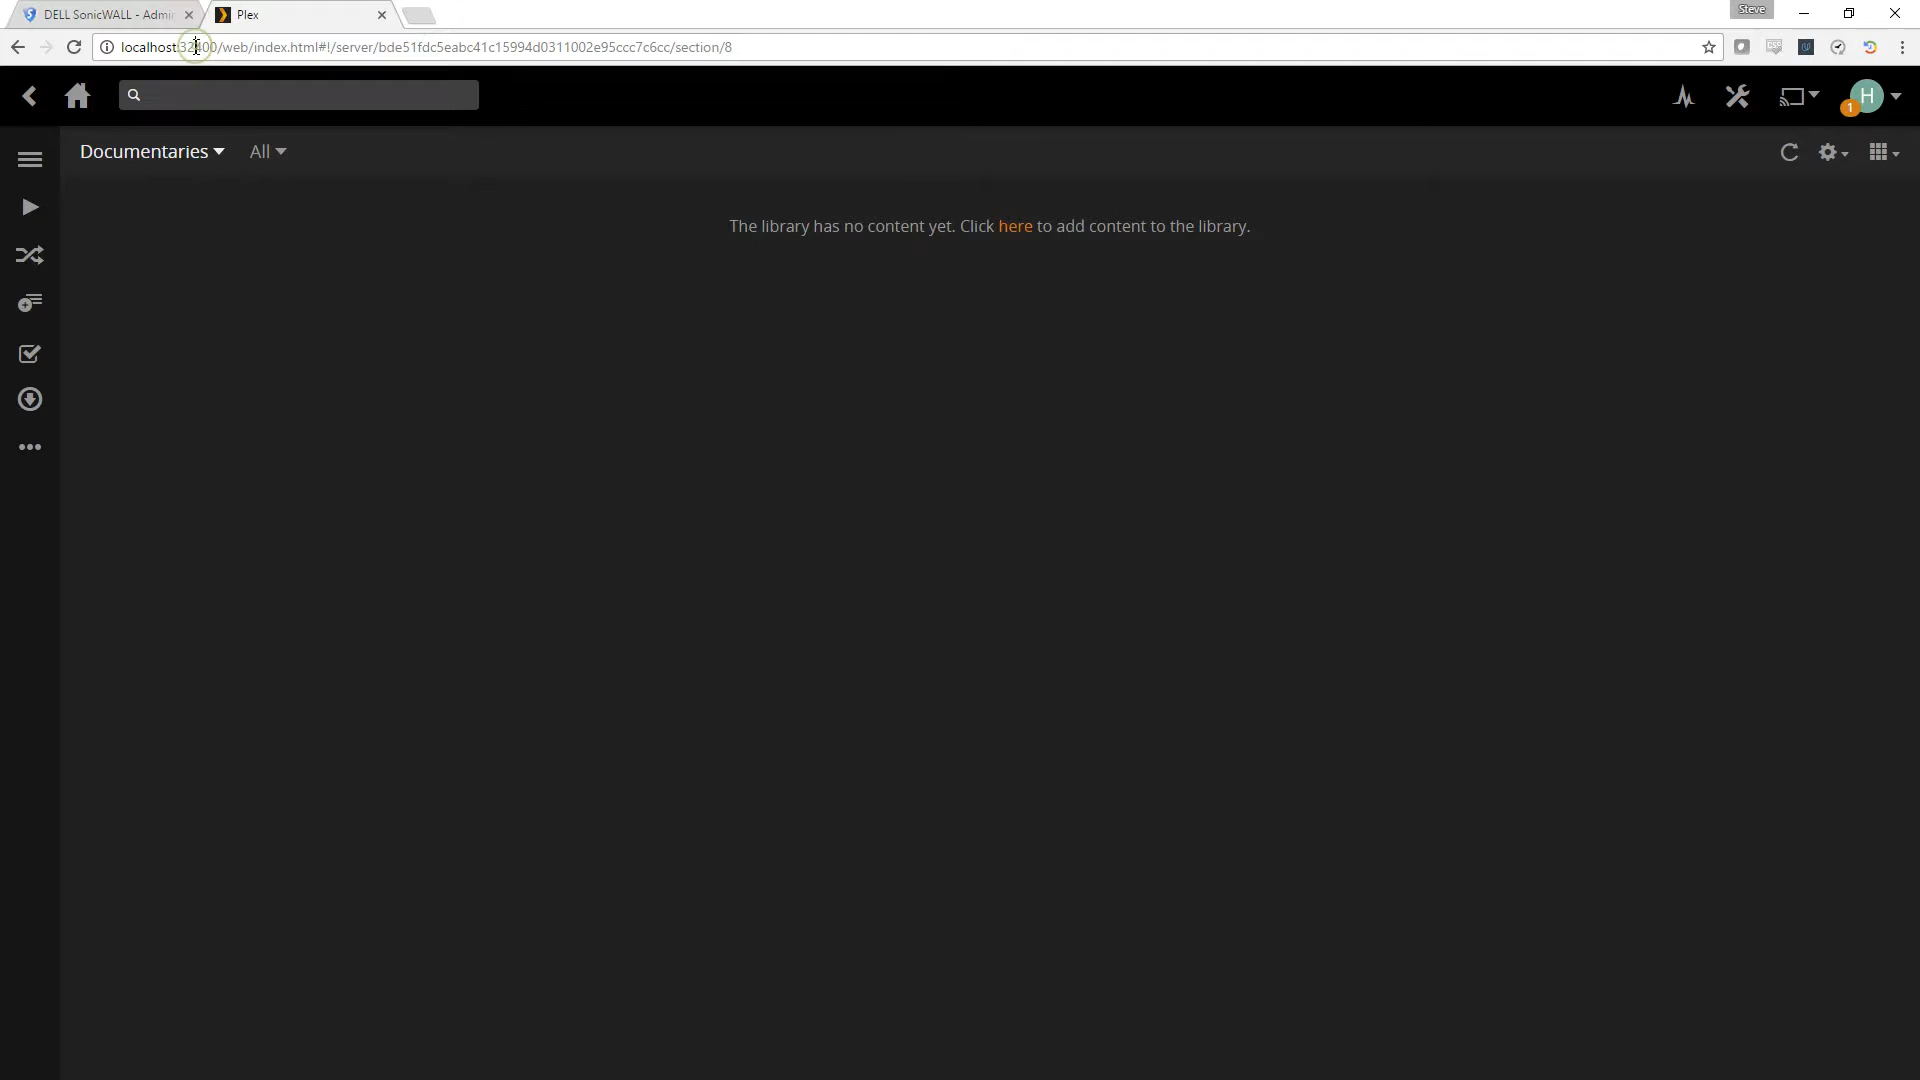 DELL SonicWALL - Admi
Plex
Steve
localhost:32400/web/index.html#!/server/bde51fdc5eabc41c15994d0311002e95ccc7c6cc/section/8
H
1
Documentaries
All
The library has no content yet. Click here to add content to the library.